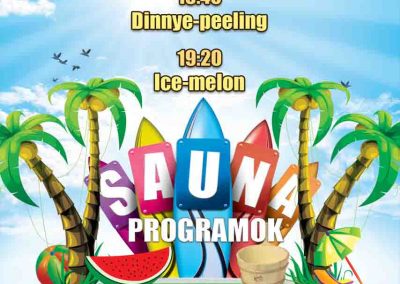 Dinnye-peeling
19:20
Ice-melon
SAUNA
PROGRAMOK